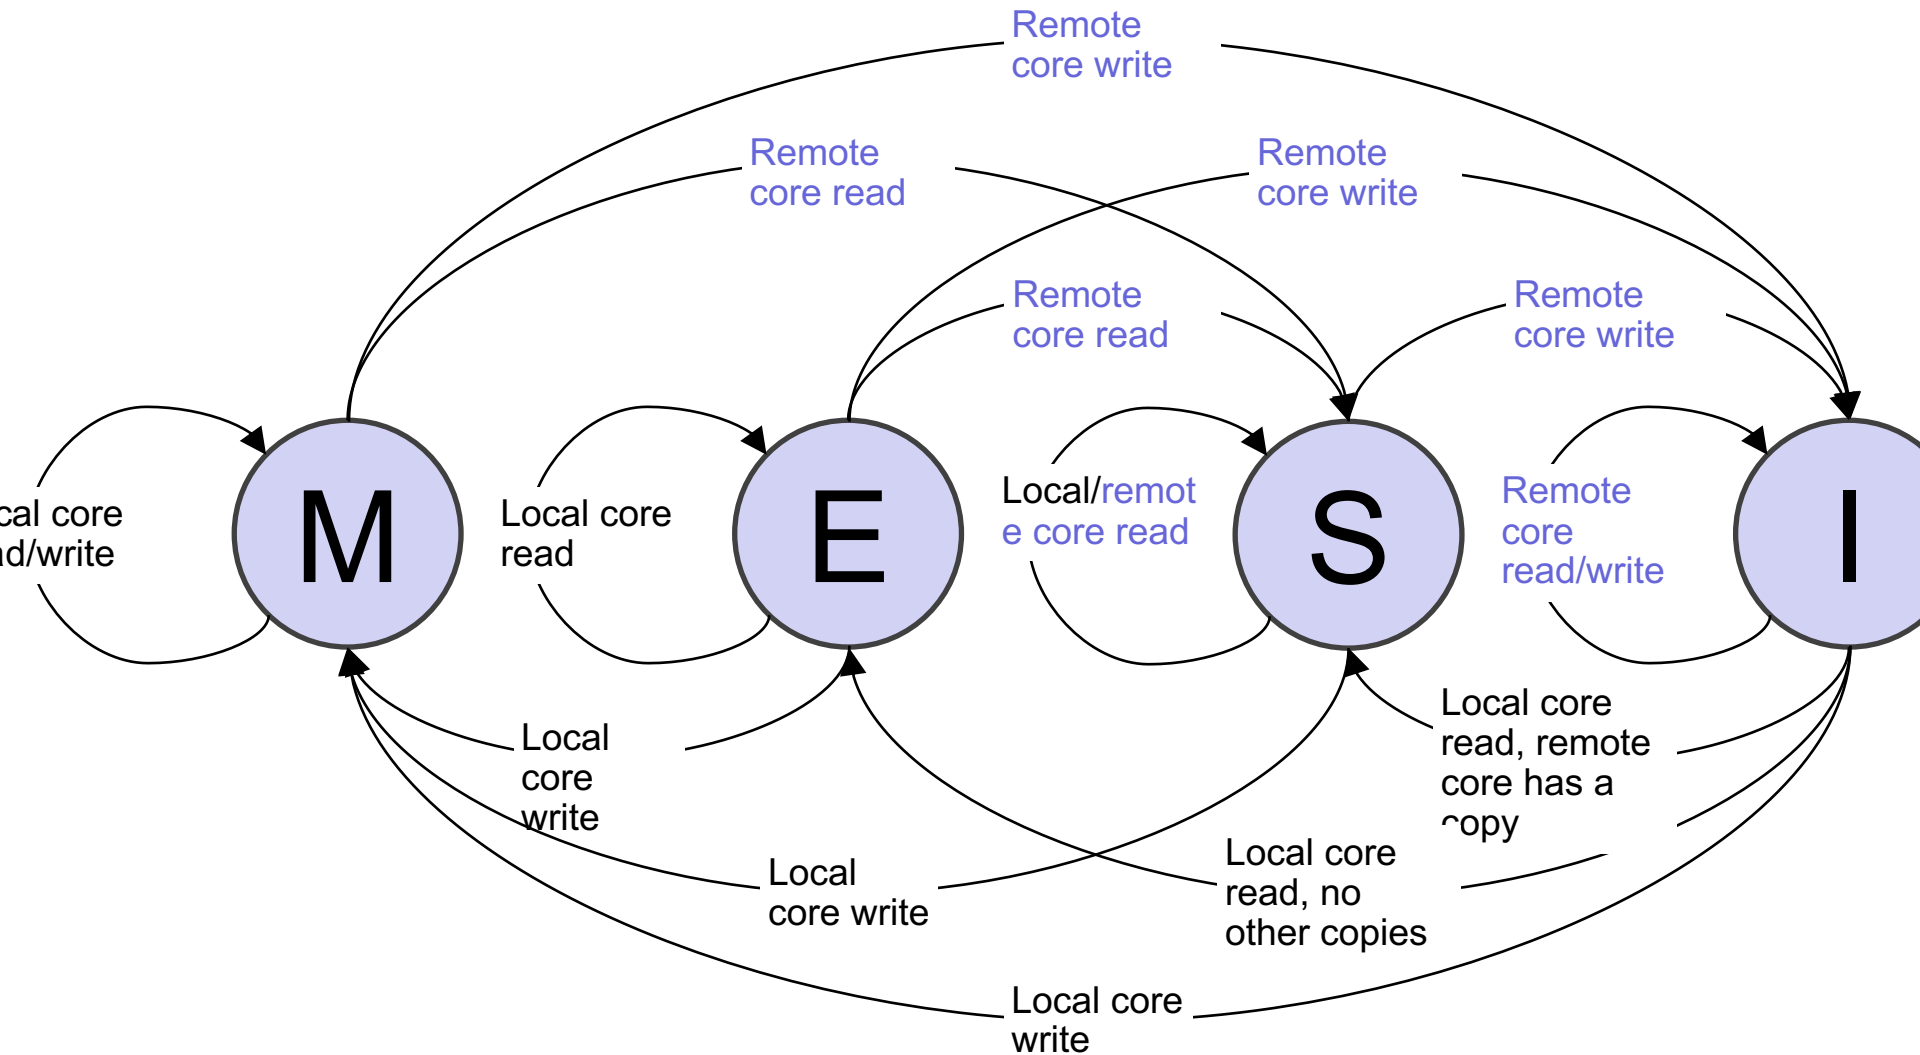 Remote
core write
Remote
core read
Remote
core write
Remote
core read
Remote
core write
cal core
ad/write
M
Local core
read
E
Local/remot
e core read
S
Remote
core
read/write
I
Local
core
write
Local core
read, remote
core has a
copy
Local
core write
Local core
read, no
other copies
Local core
write